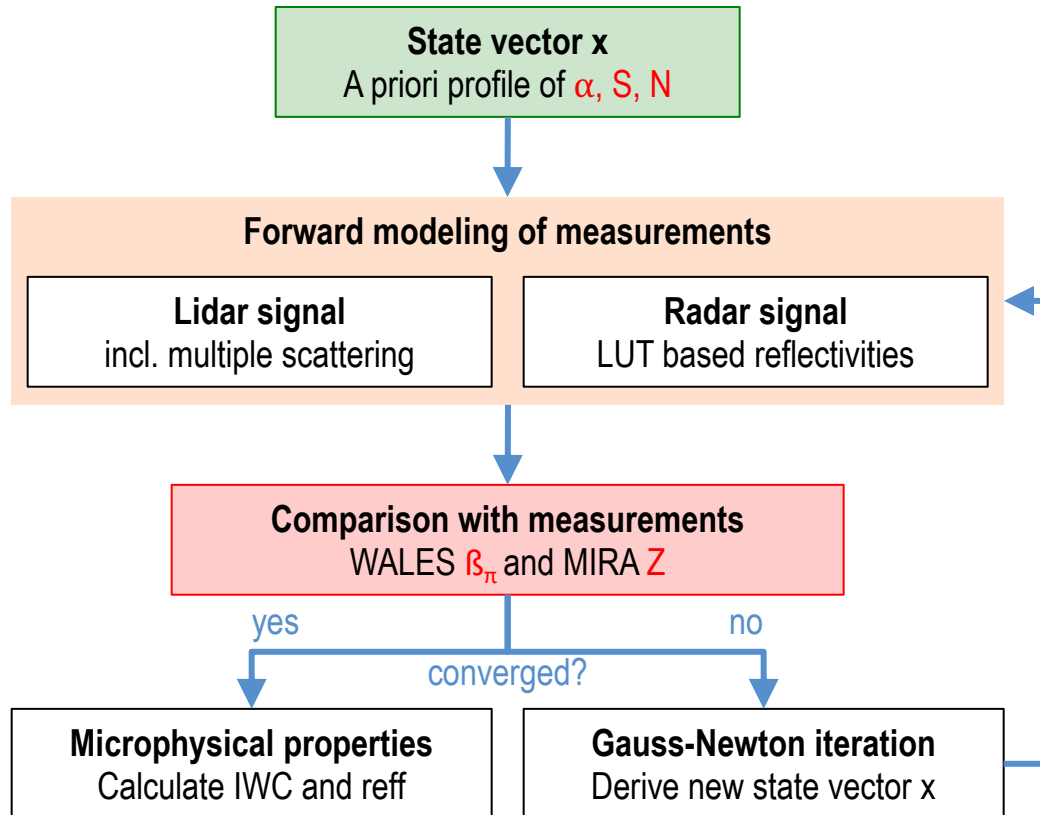 State vector x
A priori profile of α, S, N
Forward modeling of measurements
Lidar signal
incl. multiple scattering
Radar signal
LUT based reflectivities
Comparison with measurements
WALES ß_π and MIRA Z
yes
no
converged?
Microphysical properties
Calculate IWC and reff
Gauss-Newton iteration
Derive new state vector x